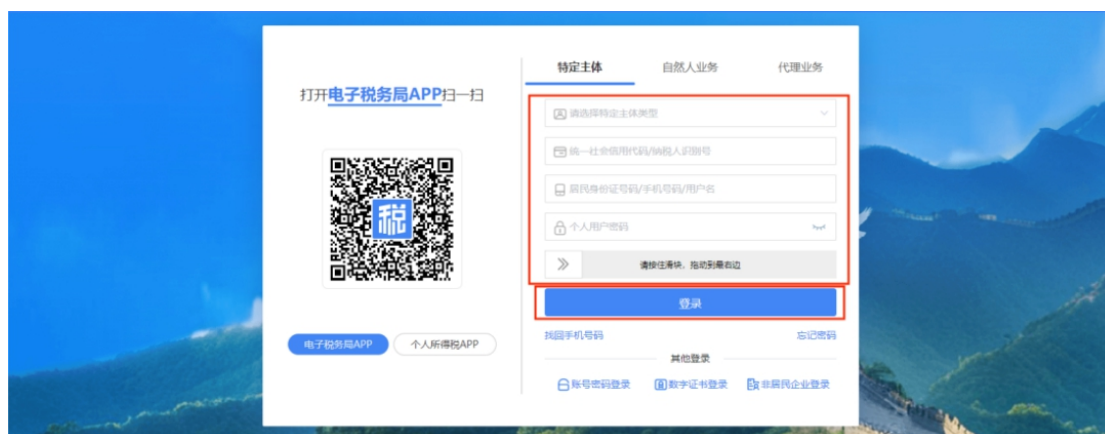 打开电子税务局APP扫一扫
税
电子税务局APP
个人所得税APP
特定主体
自然人业务
代理业务
请选择特定主体类型
统一社会信用代码/纳税人识别号
居民身份证号码/手机号码/用户名
个人用户密码
请按住滑块，拖动到最右边
登录
找回手机号码
忘记密码
其他登录
账号密码登录
数字证书登录
非居民企业登录